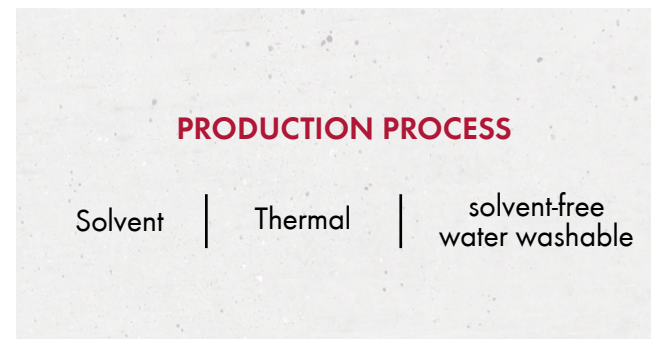 PRODUCTION PROCESS
Solvent
Thermal
solvent-free
water washable